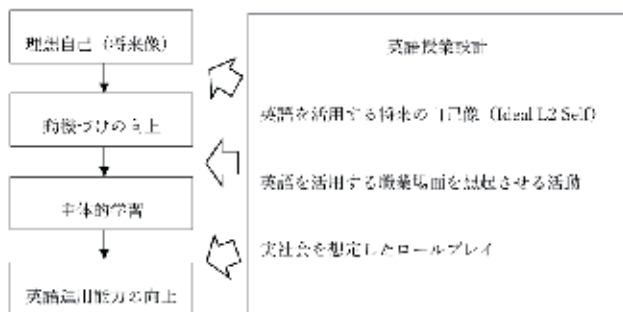 理想自己（将来像）
動機づけの向上
主体的学習
英語運用能力の向上
英語授業設計
英語を活用する将来の自己像（Ideal L2 Self）
英語を活用する職業場面を想起させる活動
実社会を想定したロールプレイ